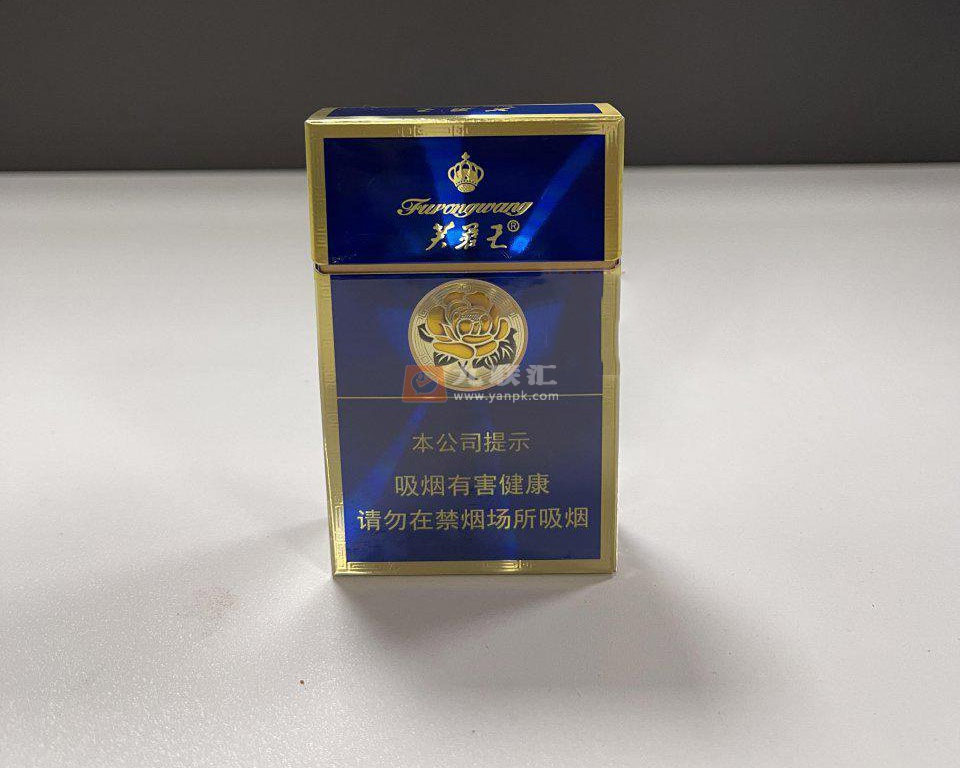 Furongwang
芙蓉王®
汇
www.yanpk.com
本公司提示
吸烟有害健康
请勿在禁烟场所吸烟